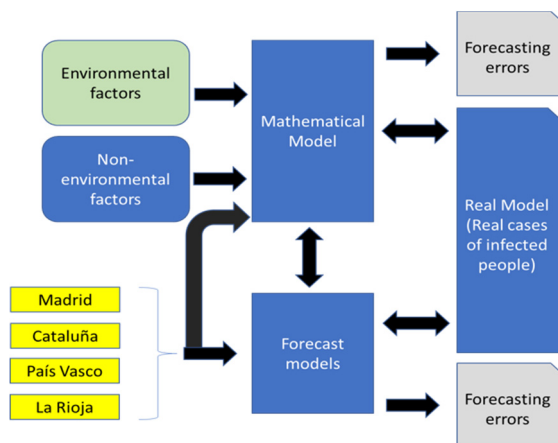 Environmental
factors
Non-
environmental
factors
Madrid
Cataluña
País Vasco
La Rioja
Mathematical
Model
Forecast
models
Forecasting
errors
Real Model
(Real cases
of infected
people)
Forecasting
errors